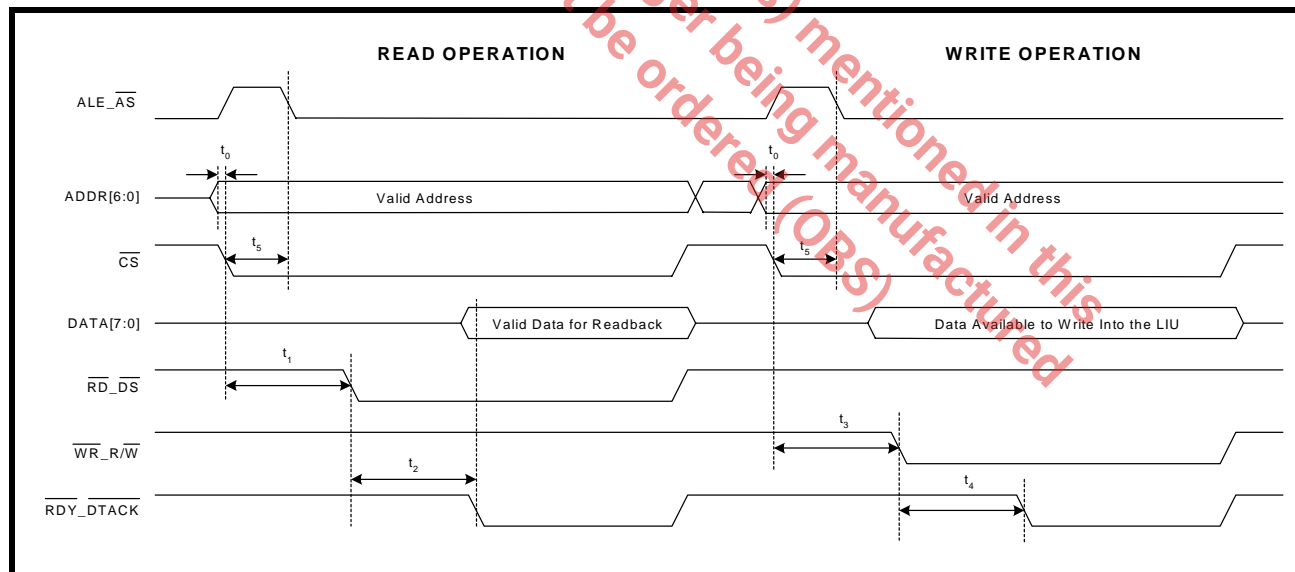 READ OPERATION
WRITE OPERATION
ALE_AS
t0
t0
ADDR[6:0]
Valid Address
Valid Address
CS
t5
t5
DATA[7:0]
Valid Data for Readback
Data Available to Write Into the LIU
RD_DS
t1
WR_R/W
t3
t2
RDY_DTACK
t4
mentioned in this
being manufactured
be ordered (OBS)